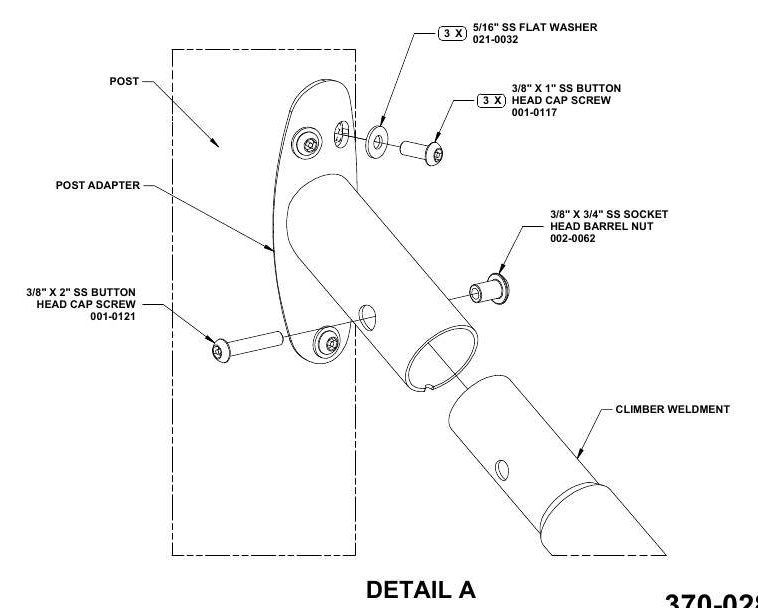 3 X
5/16" SS FLAT WASHER
021-0032
POST
3 X
3/8" X 1" SS BUTTON
HEAD CAP SCREW
001-0117
POST ADAPTER
3/8" X 3/4" SS SOCKET
HEAD BARREL NUT
002-0062
3/8" X 2" SS BUTTON
HEAD CAP SCREW
001-0121
CLIMBER WELDMENT
DETAIL A